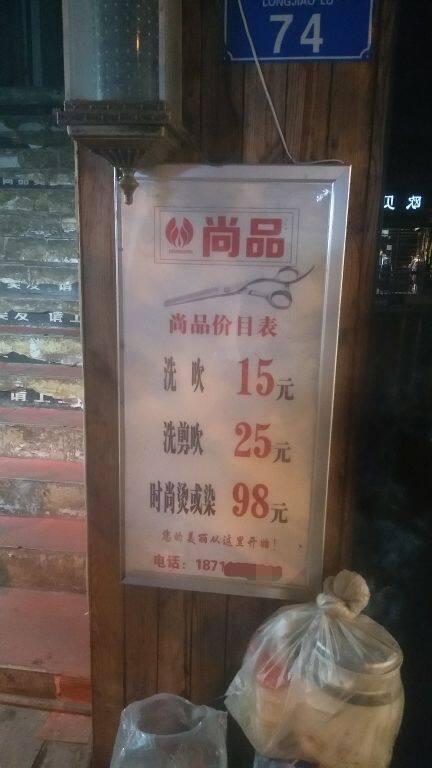 LONGJIAO LU
74
尚品
尚品价目表
洗吹 15元
洗剪吹 25元
时尚烫或染 98元
您的美丽从这里开始！
电话：1871
欧贝